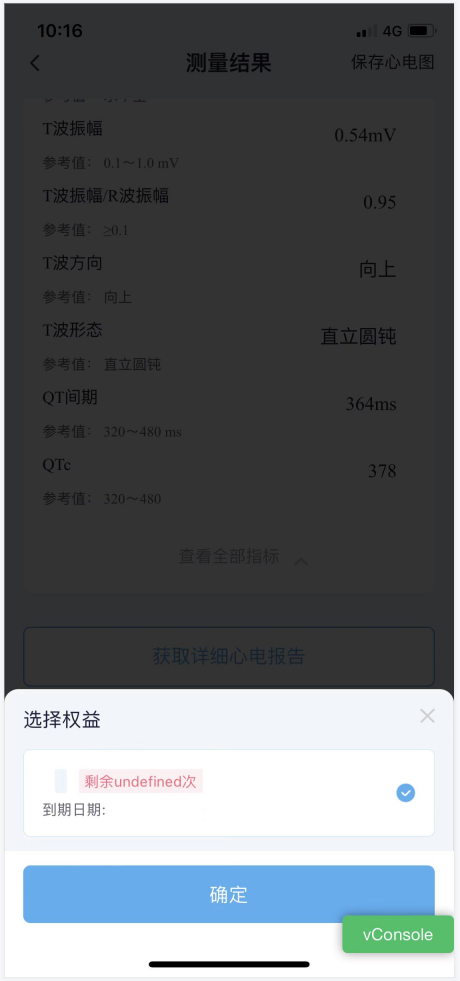 10:16
4G
测量结果
保存心电图
T波振幅
0.54mV
参考值: 0.1～1.0 mV
T波振幅/R波振幅
0.95
参考值: ≥0.1
T波方向
向上
参考值: 向上
T波形态
直立圆钝
参考值: 直立圆钝
QT间期
364ms
参考值: 320～480 ms
QTc
378
参考值: 320～480
查看全部指标
获取详细心电报告
选择权益
剩余undefined次
到期日期:
确定
vConsole